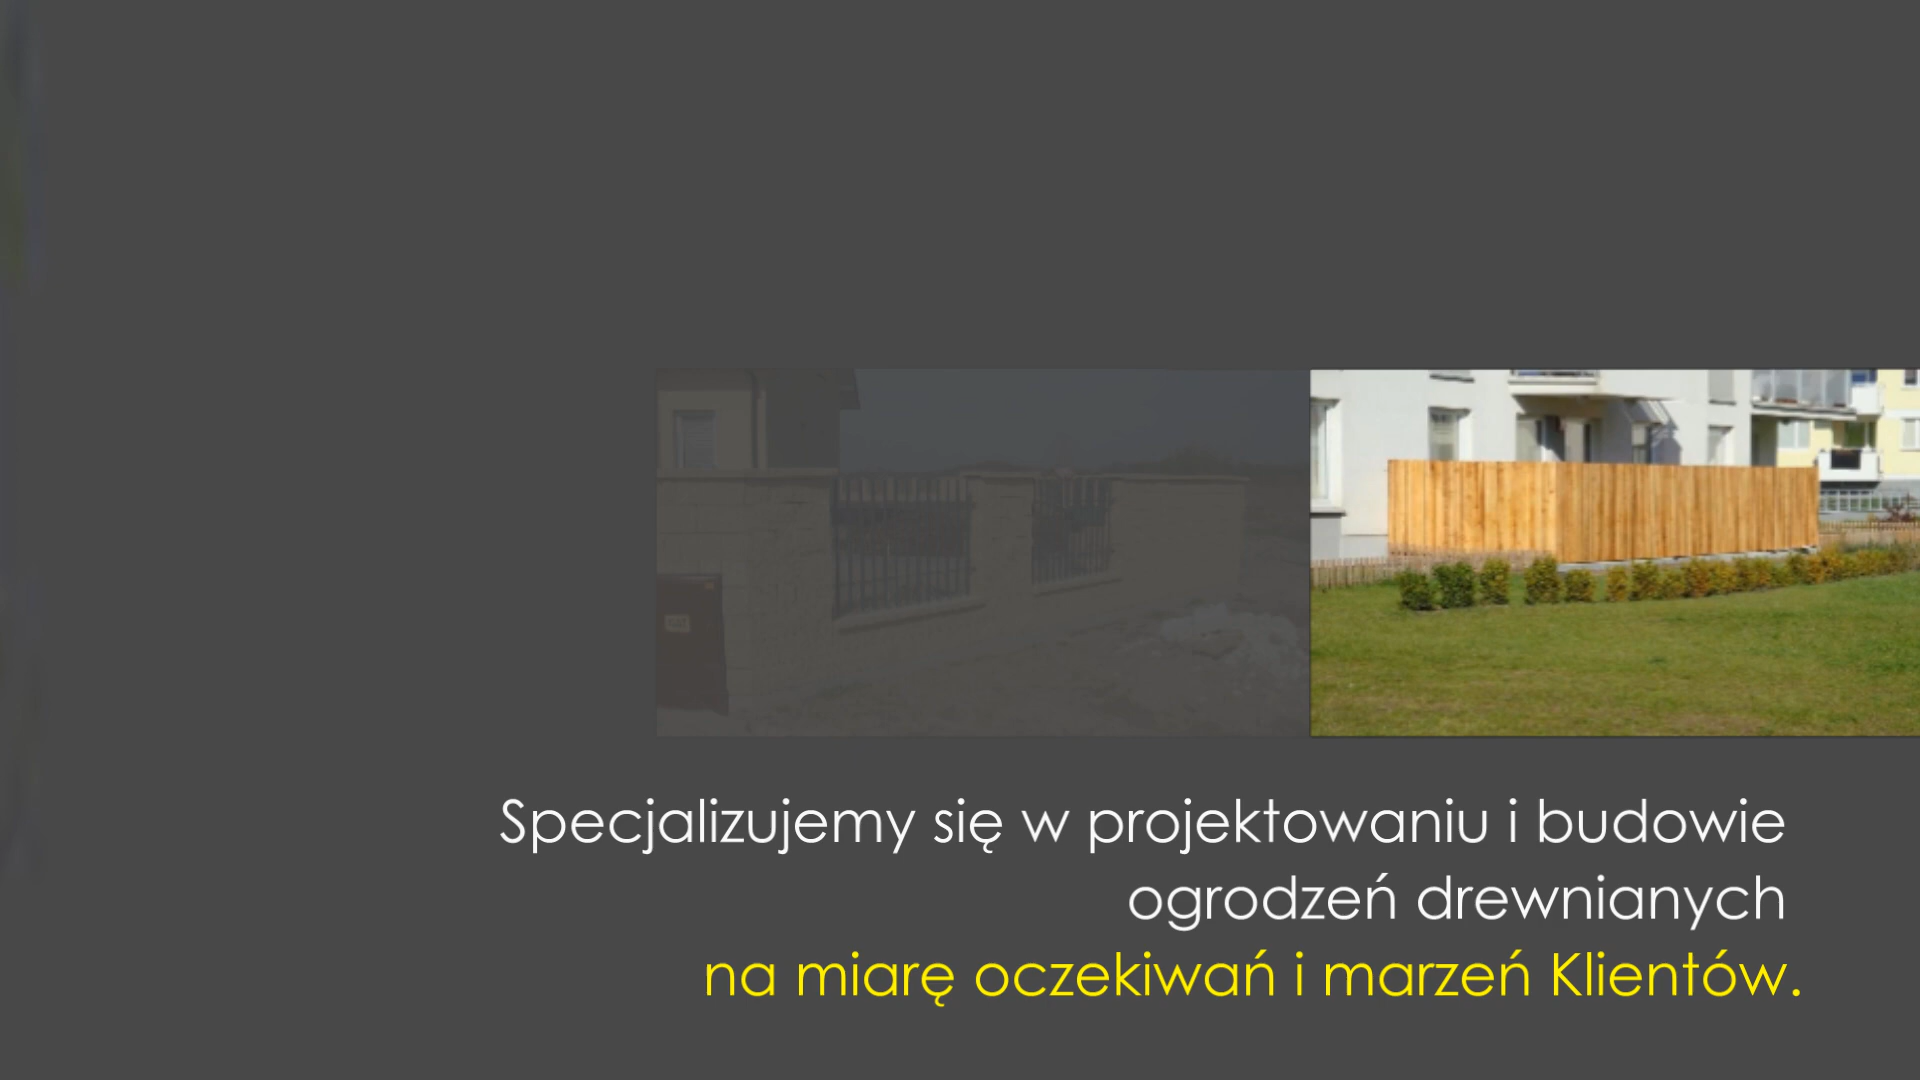 Specjalizujemy się w projektowaniu i budowie
ogrodzeń drewnianych
na miarę oczekiwań i marzeń Klientów.